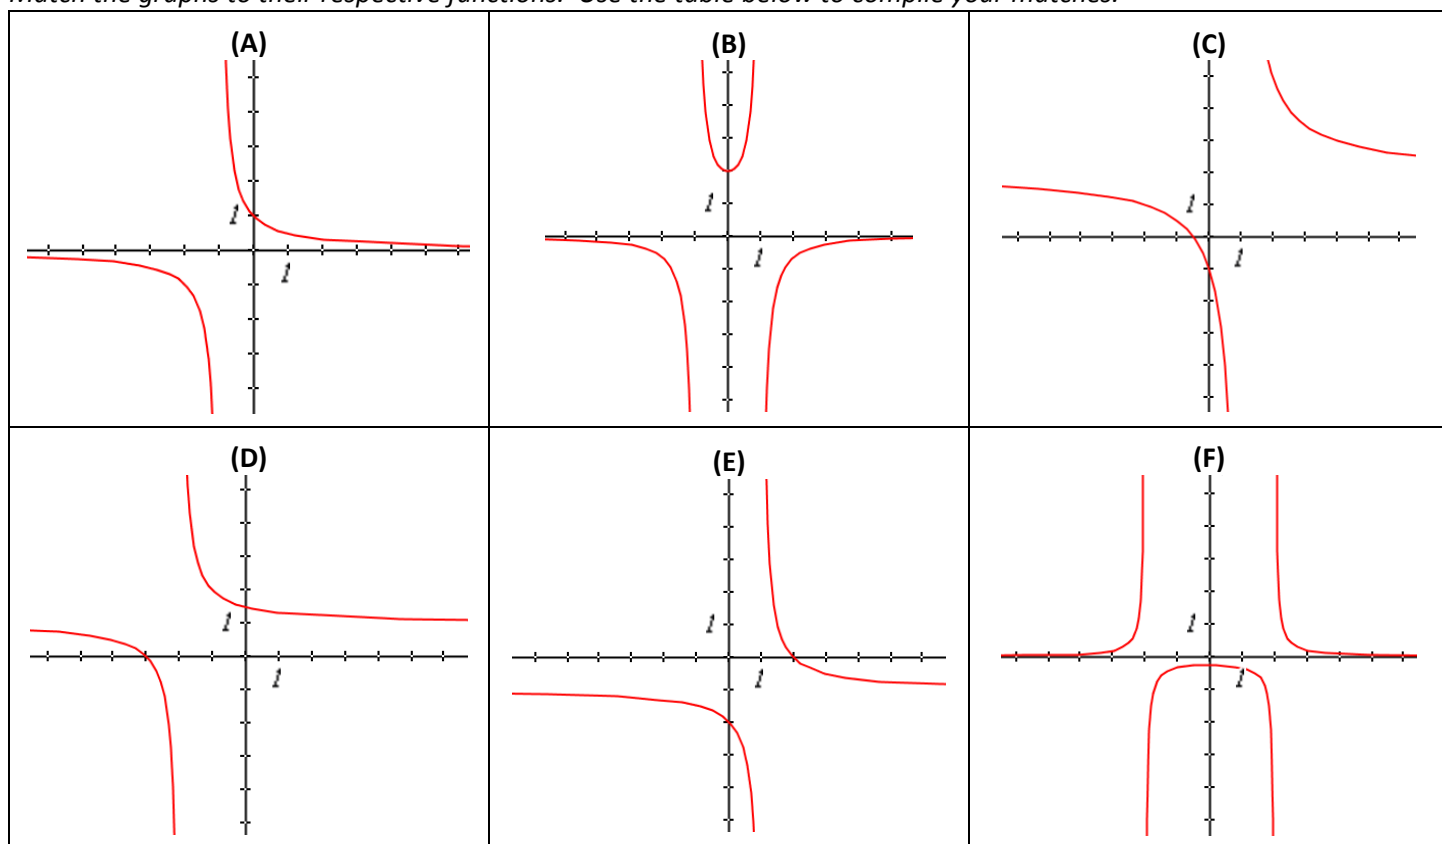 Match the graphs to their respective functions. Use the table below to compile your matches.
(A) (B) (C)
1 1 1
1 1 1
(D) (E) (F)
1 1 1
1 1 1